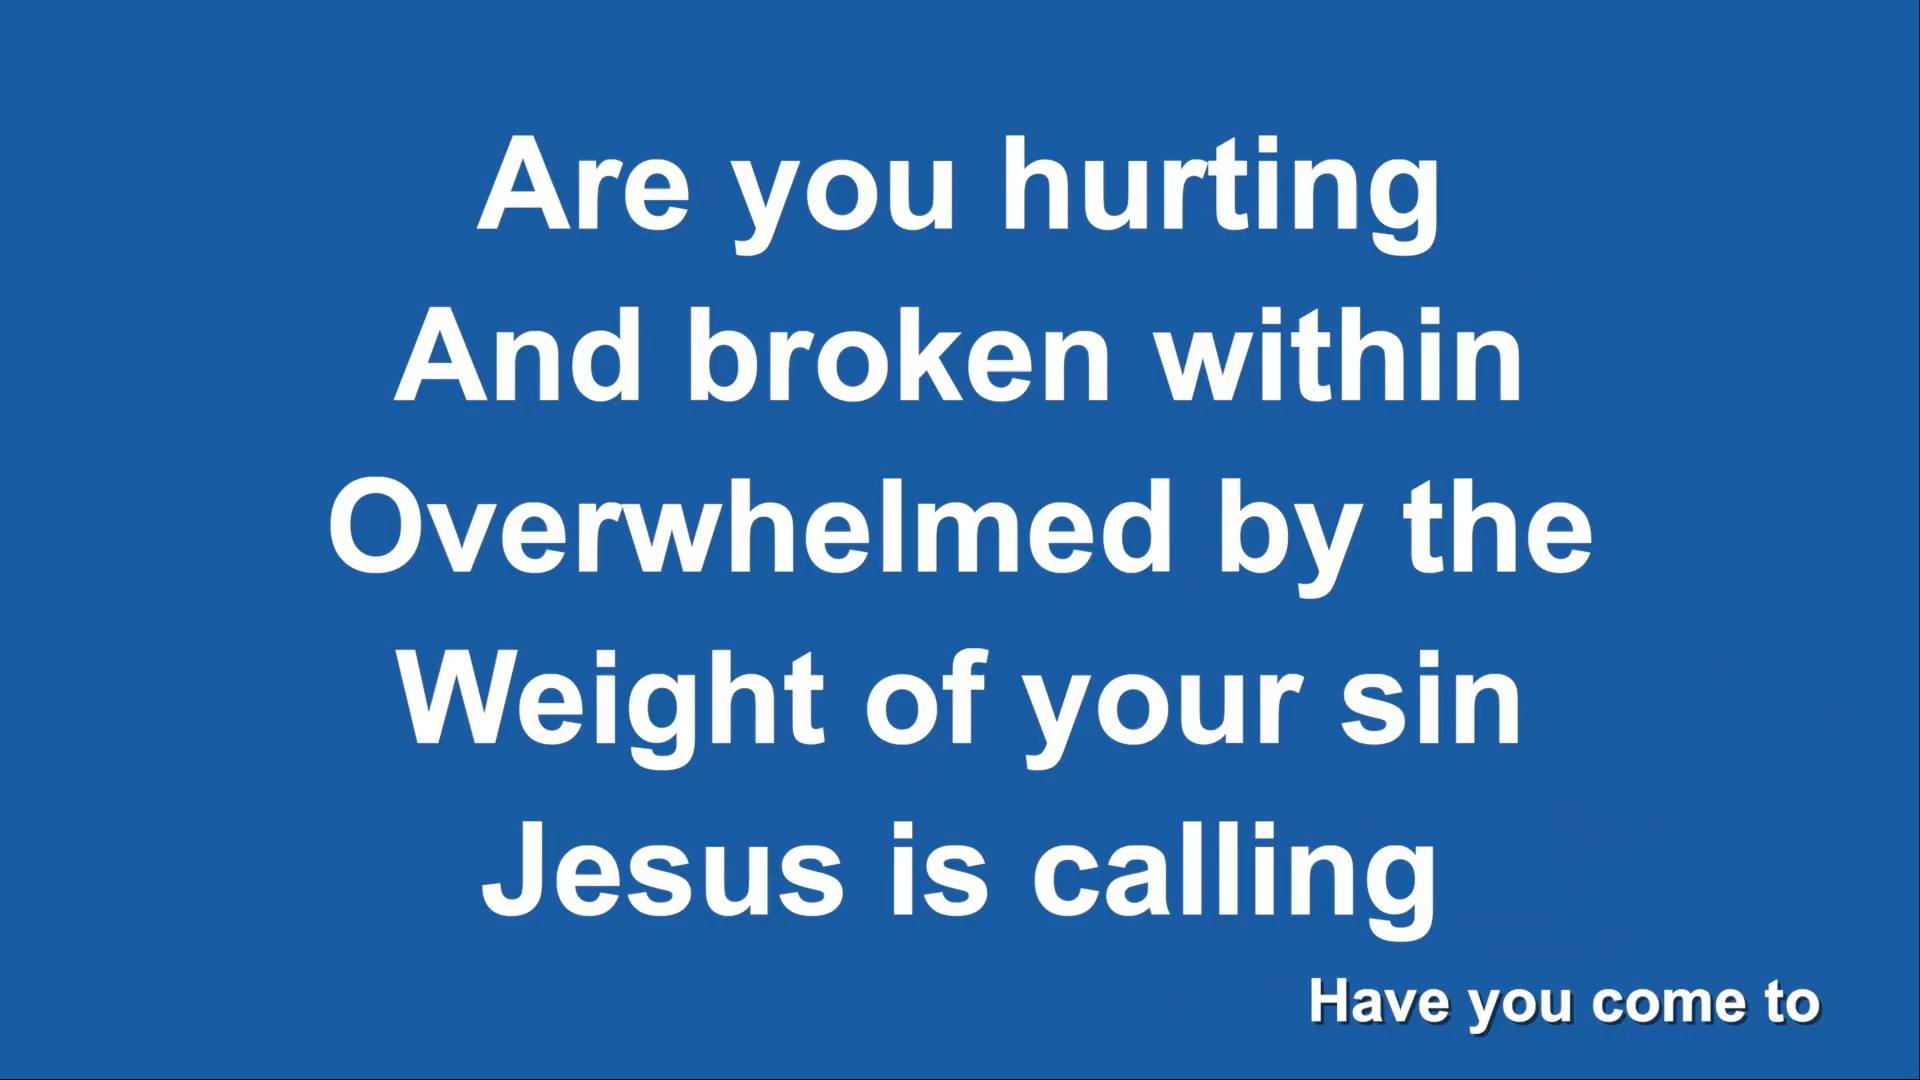 Are you hurting
And broken within
Overwhelmed by the
Weight of your sin
Jesus is calling
Have you come to